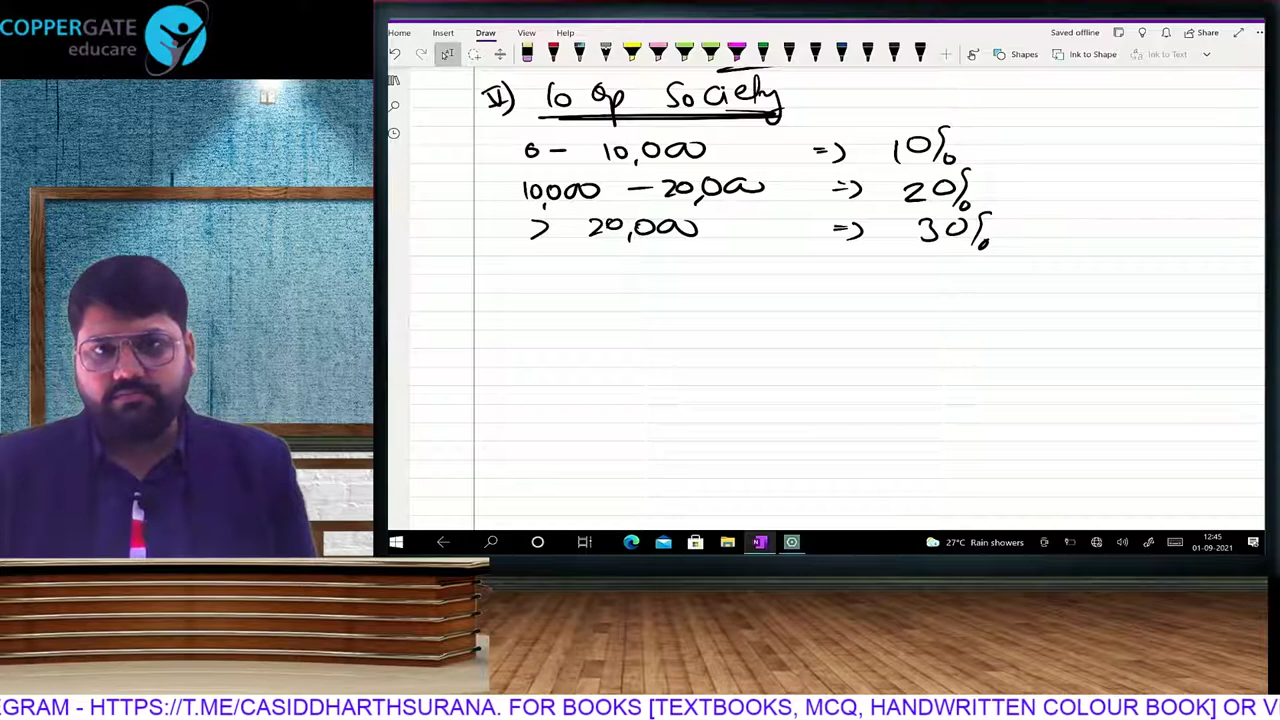 COPPERGATE
educare
Home Insert Draw View Help
Saved offline
Share
Shapes
Ink to Shape
Ink to Text
VI) Co Op Society
0 - 10,000 => 10%
10,000 - 20,000 => 20%
> 20,000 => 30%
27°C Rain showers
12:45
01-09-2021
EGRAM - HTTPS://T.ME/CASIDDHARTHSURANA. FOR BOOKS [TEXTBOOKS, MCQ, HANDWRITTEN COLOUR BOOK] OR V